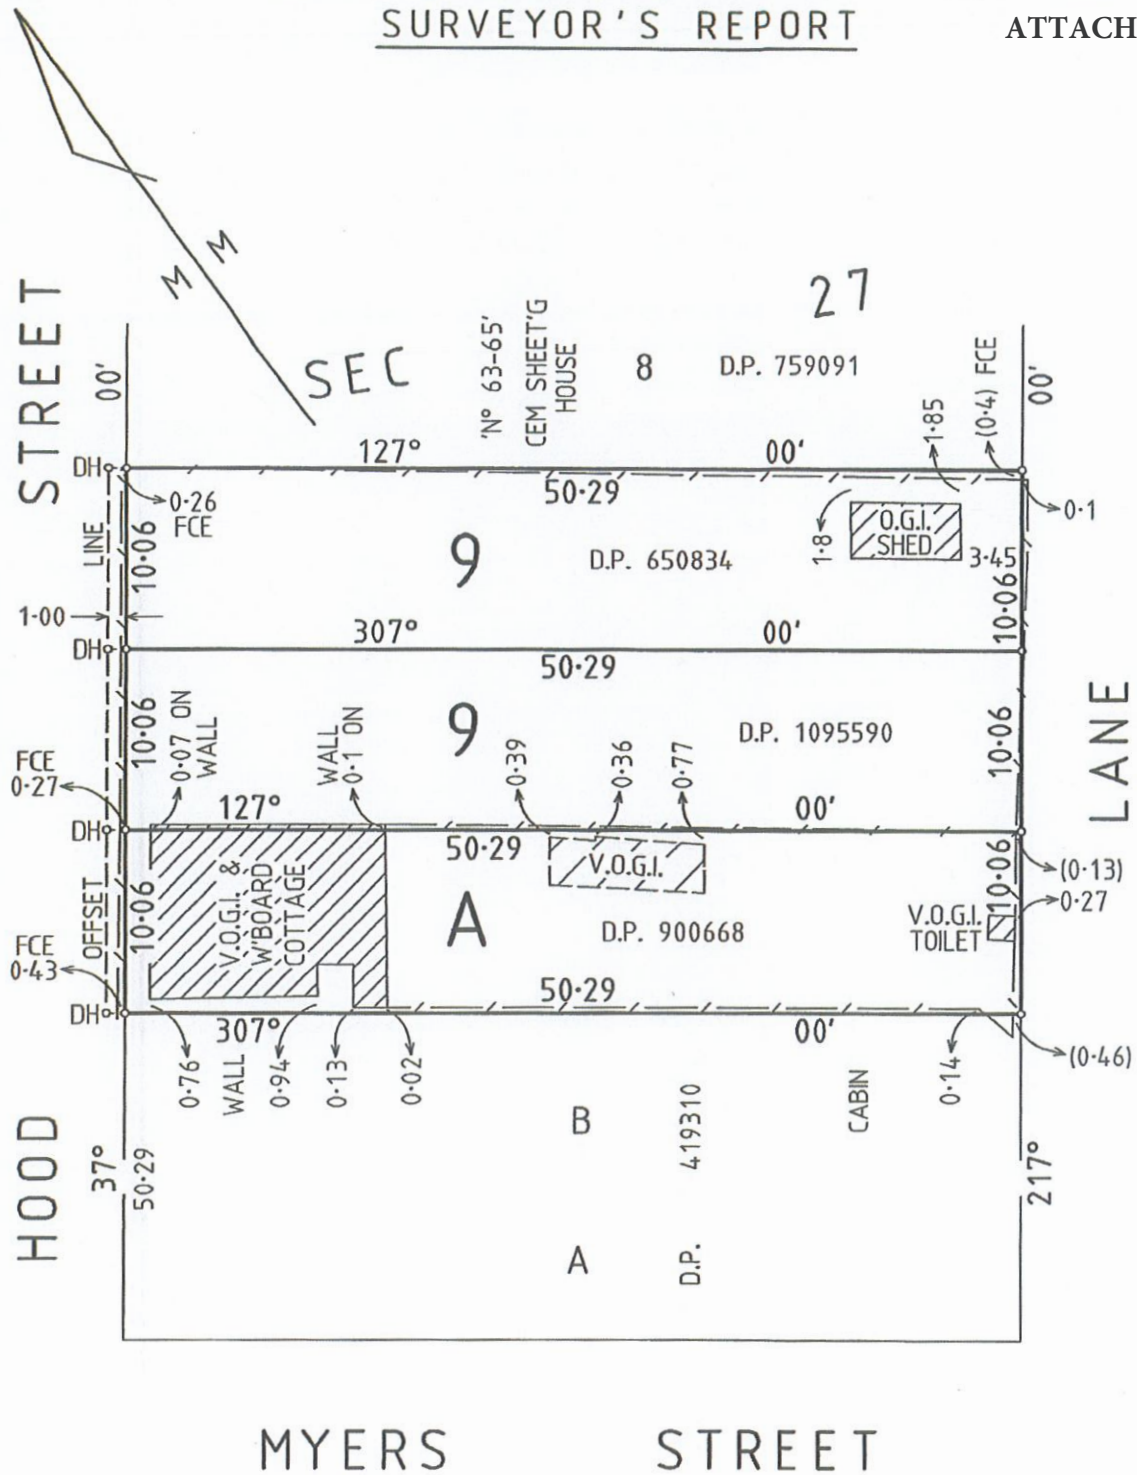 SURVEYOR'S REPORT
ATTACH
M M
STREET
SEC
27
00'
'Nº 63-65'
CEM SHEET'G
HOUSE
8
D.P. 759091
(0·4) FCE
00'
1·85
DH
127°
00'
50·29
0·26
FCE
0·1
LINE
10·06
9
D.P. 650834
1·8
O.G.I.
SHED
3·45
10·06
1·00
DH
307°
00'
50·29
10·06
0·07 ON
WALL
WALL
0·1 ON
9
D.P. 1095590
10·06
LANE
0·39
0·36
0·77
FCE
0·27
DH
127°
00'
50·29
(0·13)
V.O.G.I.
10·06
0·27
OFFSET
10·06
V.O.G.I. &
W'BOARD
COTTAGE
A
D.P. 900668
V.O.G.I.
TOILET
FCE
0·43
DH
50·29
307°
00'
0·76
WALL
0·94
0·13
0·02
0·14
(0·46)
B
419310
CABIN
HOOD
37°
50·29
217°
A
D.P.
MYERS STREET